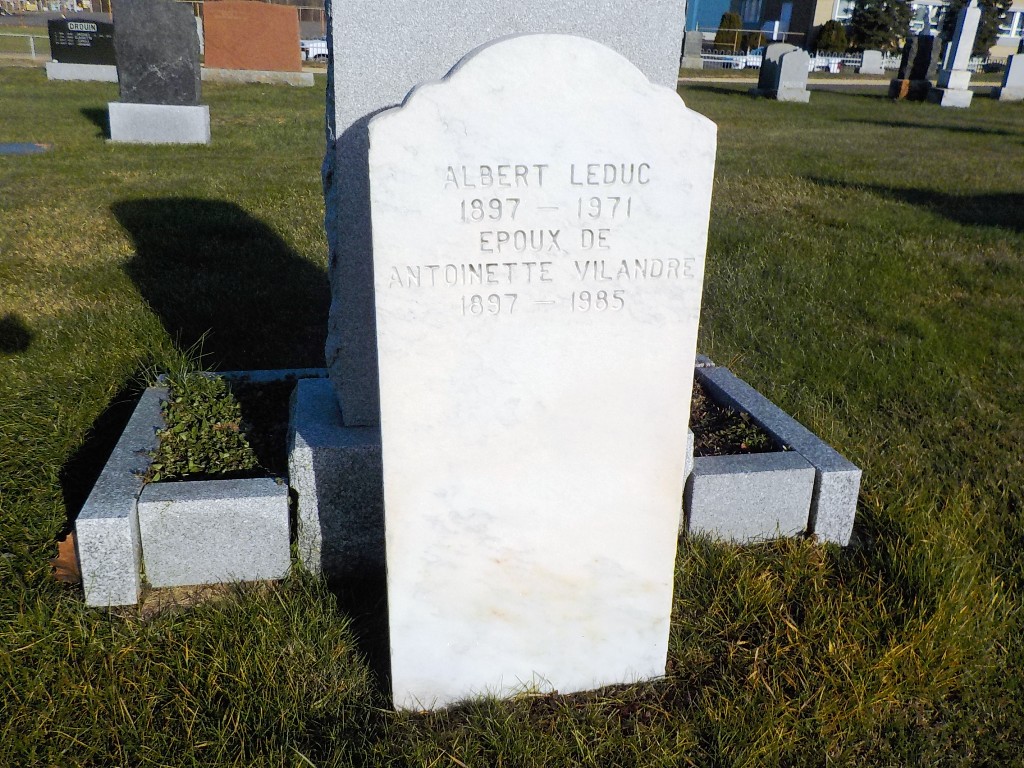 DROUIN
ALBERT LEDUC
1897 — 1971
EPOUX DE
ANTOINETTE VILANDRE
1897 — 1985